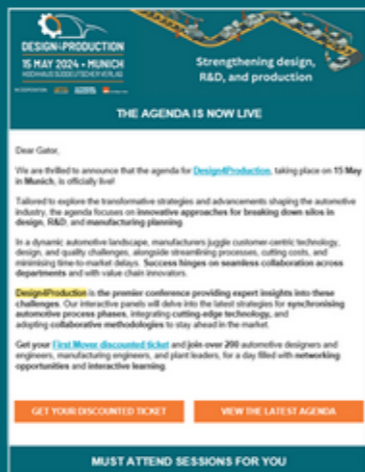 DESIGN4PRODUCTION
15 MAY 2024 • MUNICH
HOCHHAUS SÜDDEUTSCHER VERLAG
Strengthening design,
R&D, and production
THE AGENDA IS NOW LIVE
Dear Gator,
We are thrilled to announce that the agenda for Design4Production, taking place on 15 May
in Munich, is officially live!
Tailored to explore the transformative strategies and advancements shaping the automotive
industry, the agenda focuses on innovative approaches for breaking down silos in
design, R&D, and manufacturing planning.
In a dynamic automotive landscape, manufacturers juggle customer-centric technology,
design, and quality challenges, alongside streamlining processes, cutting costs, and
minimising time-to-market delays. Success hinges on seamless collaboration across
departments and with value chain innovators.
Design4Production is the premier conference providing expert insights into these
challenges. Our interactive panels will delve into the latest strategies for synchronising
automotive process phases, integrating cutting-edge technology, and
adopting collaborative methodologies to stay ahead in the market.
Get your First Mover discounted ticket and join over 200 automotive designers and
engineers, manufacturing engineers, and plant leaders, for a day filled with networking
opportunities and interactive learning.
GET YOUR DISCOUNTED TICKET
VIEW THE LATEST AGENDA
MUST ATTEND SESSIONS FOR YOU